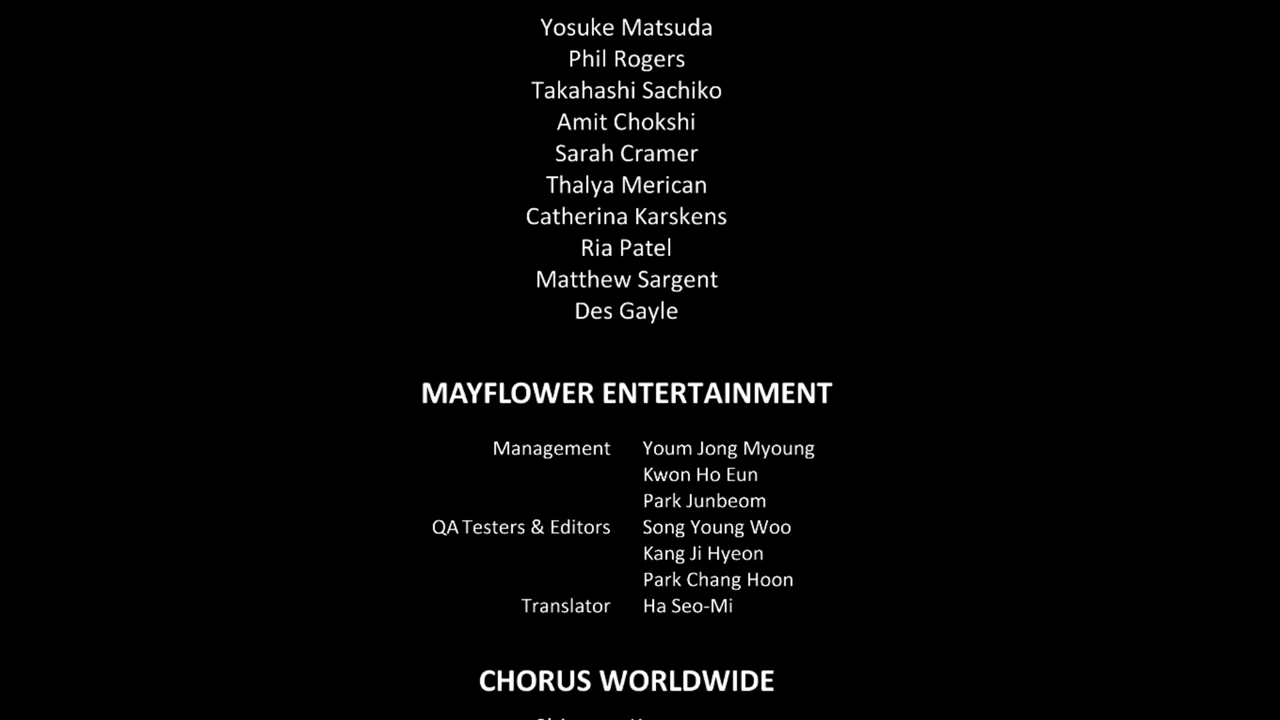 Yosuke Matsuda
Phil Rogers
Takahashi Sachiko
Amit Chokshi
Sarah Cramer
Thalya Merican
Catherina Karskens
Ria Patel
Matthew Sargent
Des Gayle
MAYFLOWER ENTERTAINMENT
Management Youm Jong Myoung
Kwon Ho Eun
Park Junbeom
QA Testers & Editors Song Young Woo
Kang Ji Hyeon
Park Chang Hoon
Translator Ha Seo-Mi
CHORUS WORLDWIDE